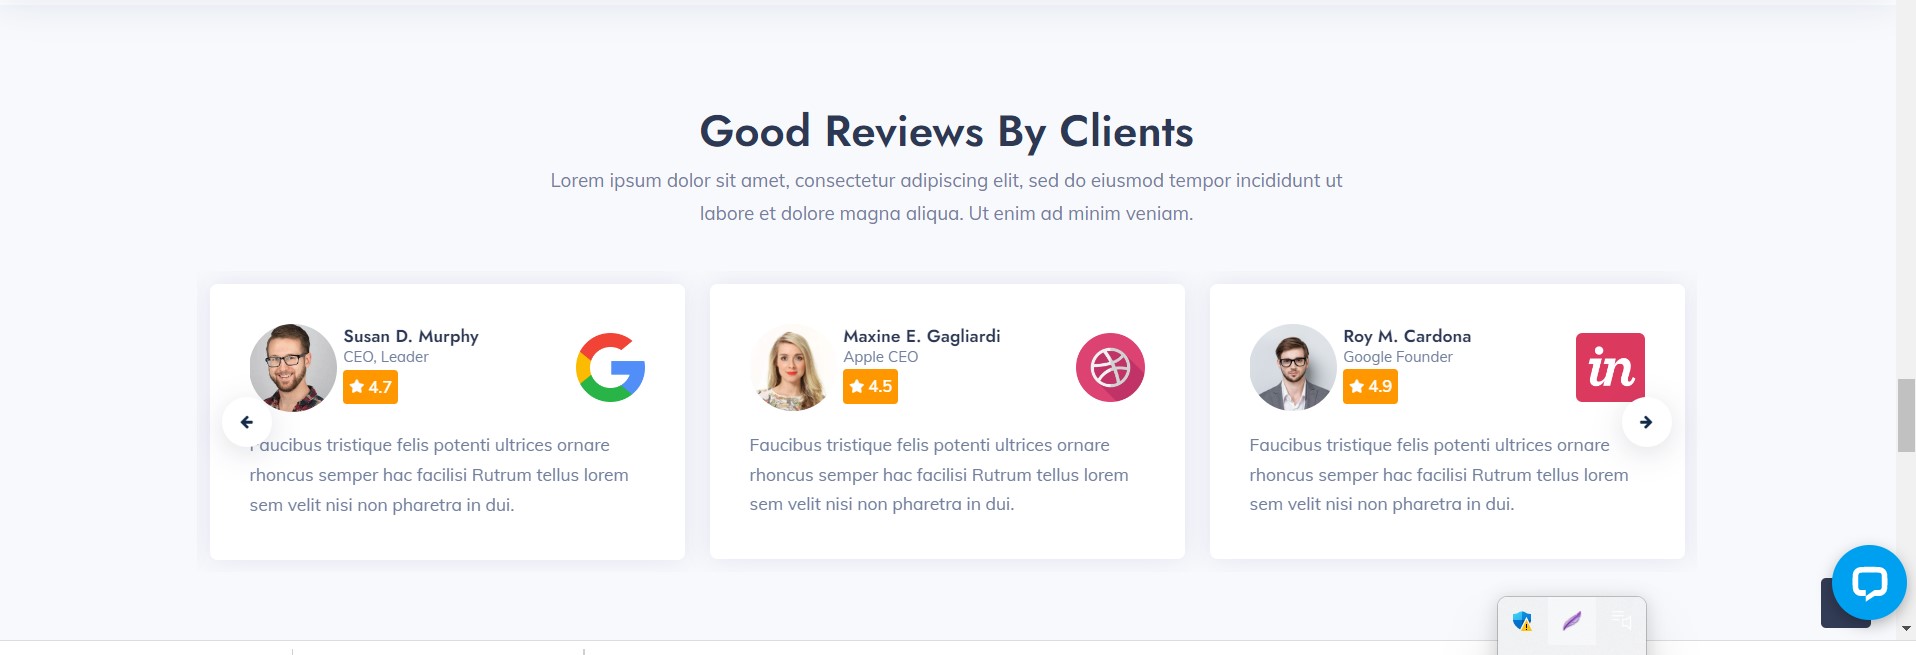 Good Reviews By Clients
Lorem ipsum dolor sit amet, consectetur adipiscing elit, sed do eiusmod tempor incididunt ut
labore et dolore magna aliqua. Ut enim ad minim veniam.
Susan D. Murphy
CEO, Leader
4.7
Faucibus tristique felis potenti ultrices ornare
rhoncus semper hac facilisi Rutrum tellus lorem
sem velit nisi non pharetra in dui.
Maxine E. Gagliardi
Apple CEO
4.5
Faucibus tristique felis potenti ultrices ornare
rhoncus semper hac facilisi Rutrum tellus lorem
sem velit nisi non pharetra in dui.
Roy M. Cardona
Google Founder
4.9
in
Faucibus tristique felis potenti ultrices ornare
rhoncus semper hac facilisi Rutrum tellus lorem
sem velit nisi non pharetra in dui.